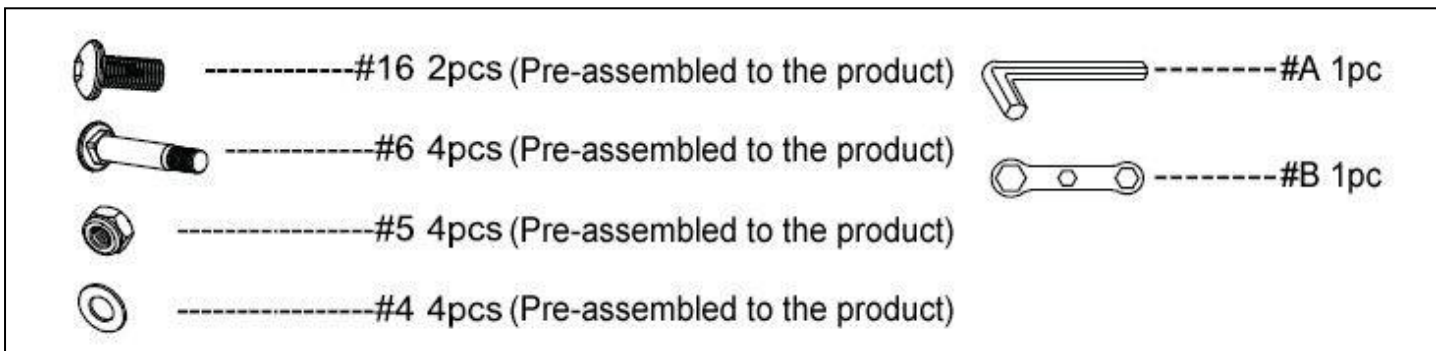 #16 2pcs (Pre-assembled to the product)
#A 1pc
#6 4pcs (Pre-assembled to the product)
#B 1pc
#5 4pcs (Pre-assembled to the product)
#4 4pcs (Pre-assembled to the product)